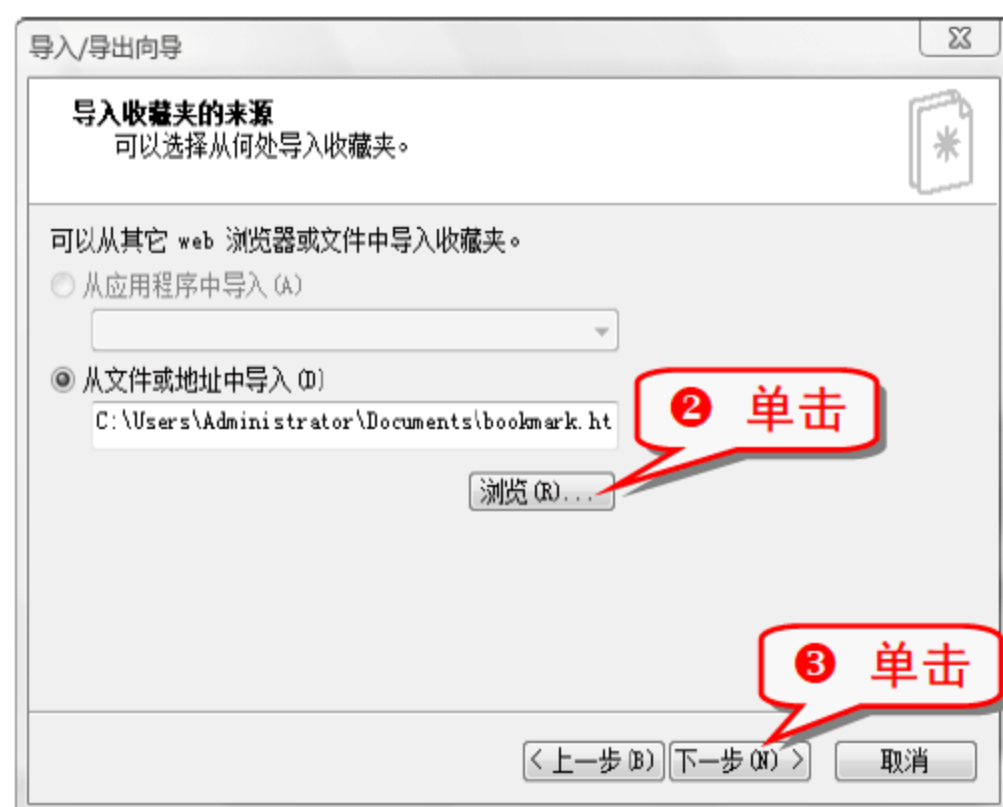 导入/导出向导
导入收藏夹的来源
可以选择从何处导入收藏夹。
可以从其它 web 浏览器或文件中导入收藏夹。
从应用程序中导入(A)
从文件或地址中导入(D)
❷ 单击
C:\Users\Administrator\Documents\bookmark.ht
浏览(R)...
❸ 单击
< 上一步(B)
下一步(N) >
取消